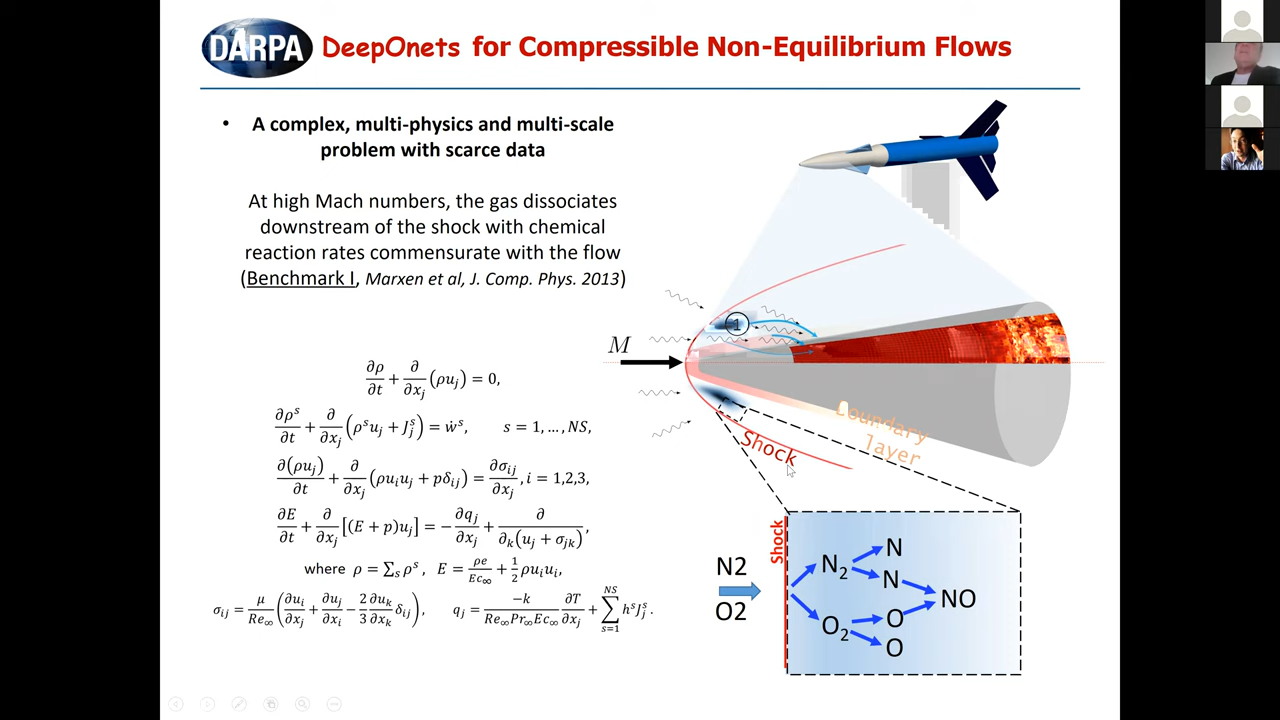 DARPA
DeepOnets for Compressible Non-Equilibrium Flows
• A complex, multi-physics and multi-scale
problem with scarce data
At high Mach numbers, the gas dissociates
downstream of the shock with chemical
reaction rates commensurate with the flow
(Benchmark I, Marxen et al, J. Comp. Phys. 2013)
∂ρ/∂t + ∂/∂x_j (ρu_j) = 0,
∂ρ^s/∂t + ∂/∂x_j (ρ^s u_j + J_j^s) = ẇ^s, s = 1, … , NS,
∂(ρu_j)/∂t + ∂/∂x_j (ρu_i u_j + pδ_ij) = ∂σ_ij/∂x_j , i = 1,2,3,
∂E/∂t + ∂/∂x_j [(E + p)u_j] = − ∂q_j/∂x_j + ∂/∂_k(u_j + σ_jk) ,
where ρ = ∑_s ρ^s , E = ρe/Ec_∞ + 1/2 ρu_i u_i,
σ_ij = μ/Re_∞ (∂u_i/∂x_j + ∂u_j/∂x_i − 2/3 ∂u_k/∂x_k δ_ij), q_j = −k/(Re_∞Pr_∞Ec_∞) ∂T/∂x_j + ∑_{s=1}^{NS} h^s J_j^s .
M
1
Boundary
layer
Shock
Shock
N2
O2
N₂
N
N
NO
O₂
O
O